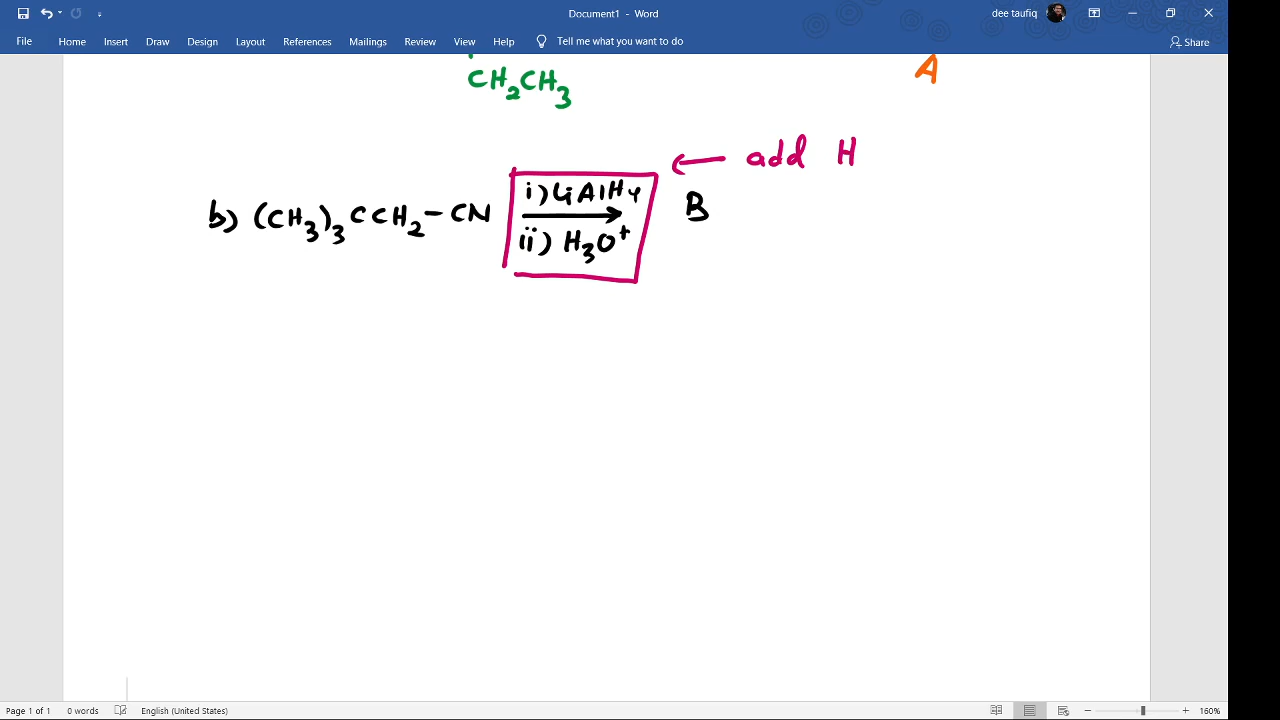 Document1 - Word
dee taufiq
File Home Insert Draw Design Layout References Mailings Review View Help Tell me what you want to do
Share
CH₂CH₃
A
add H
b) (CH₃)₃CCH₂-CN
i) LiAlH₄
ii) H₃O⁺
B
Page 1 of 1 0 words English (United States)
160%